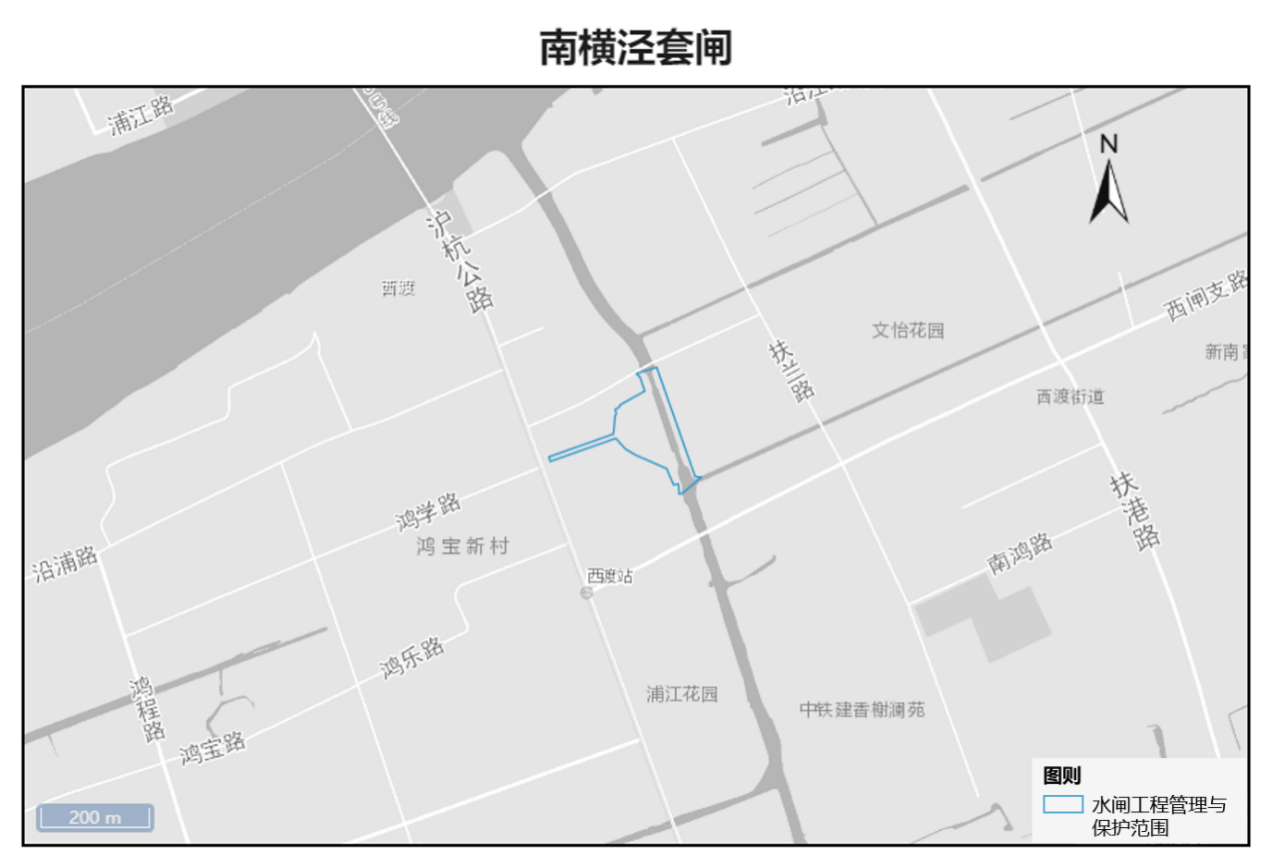 南横泾套闸
浦江路
5号线
N
沪杭公路
西渡
西闸支路
文怡花园
新南
扶兰路
西渡街道
扶港路
鸿学路
鸿宝新村
南鸿路
沿浦路
西渡站
鸿乐路
鸿程路
浦江花园
中铁建香榭澜苑
鸿宝路
图则
水闸工程管理与
保护范围
200 m